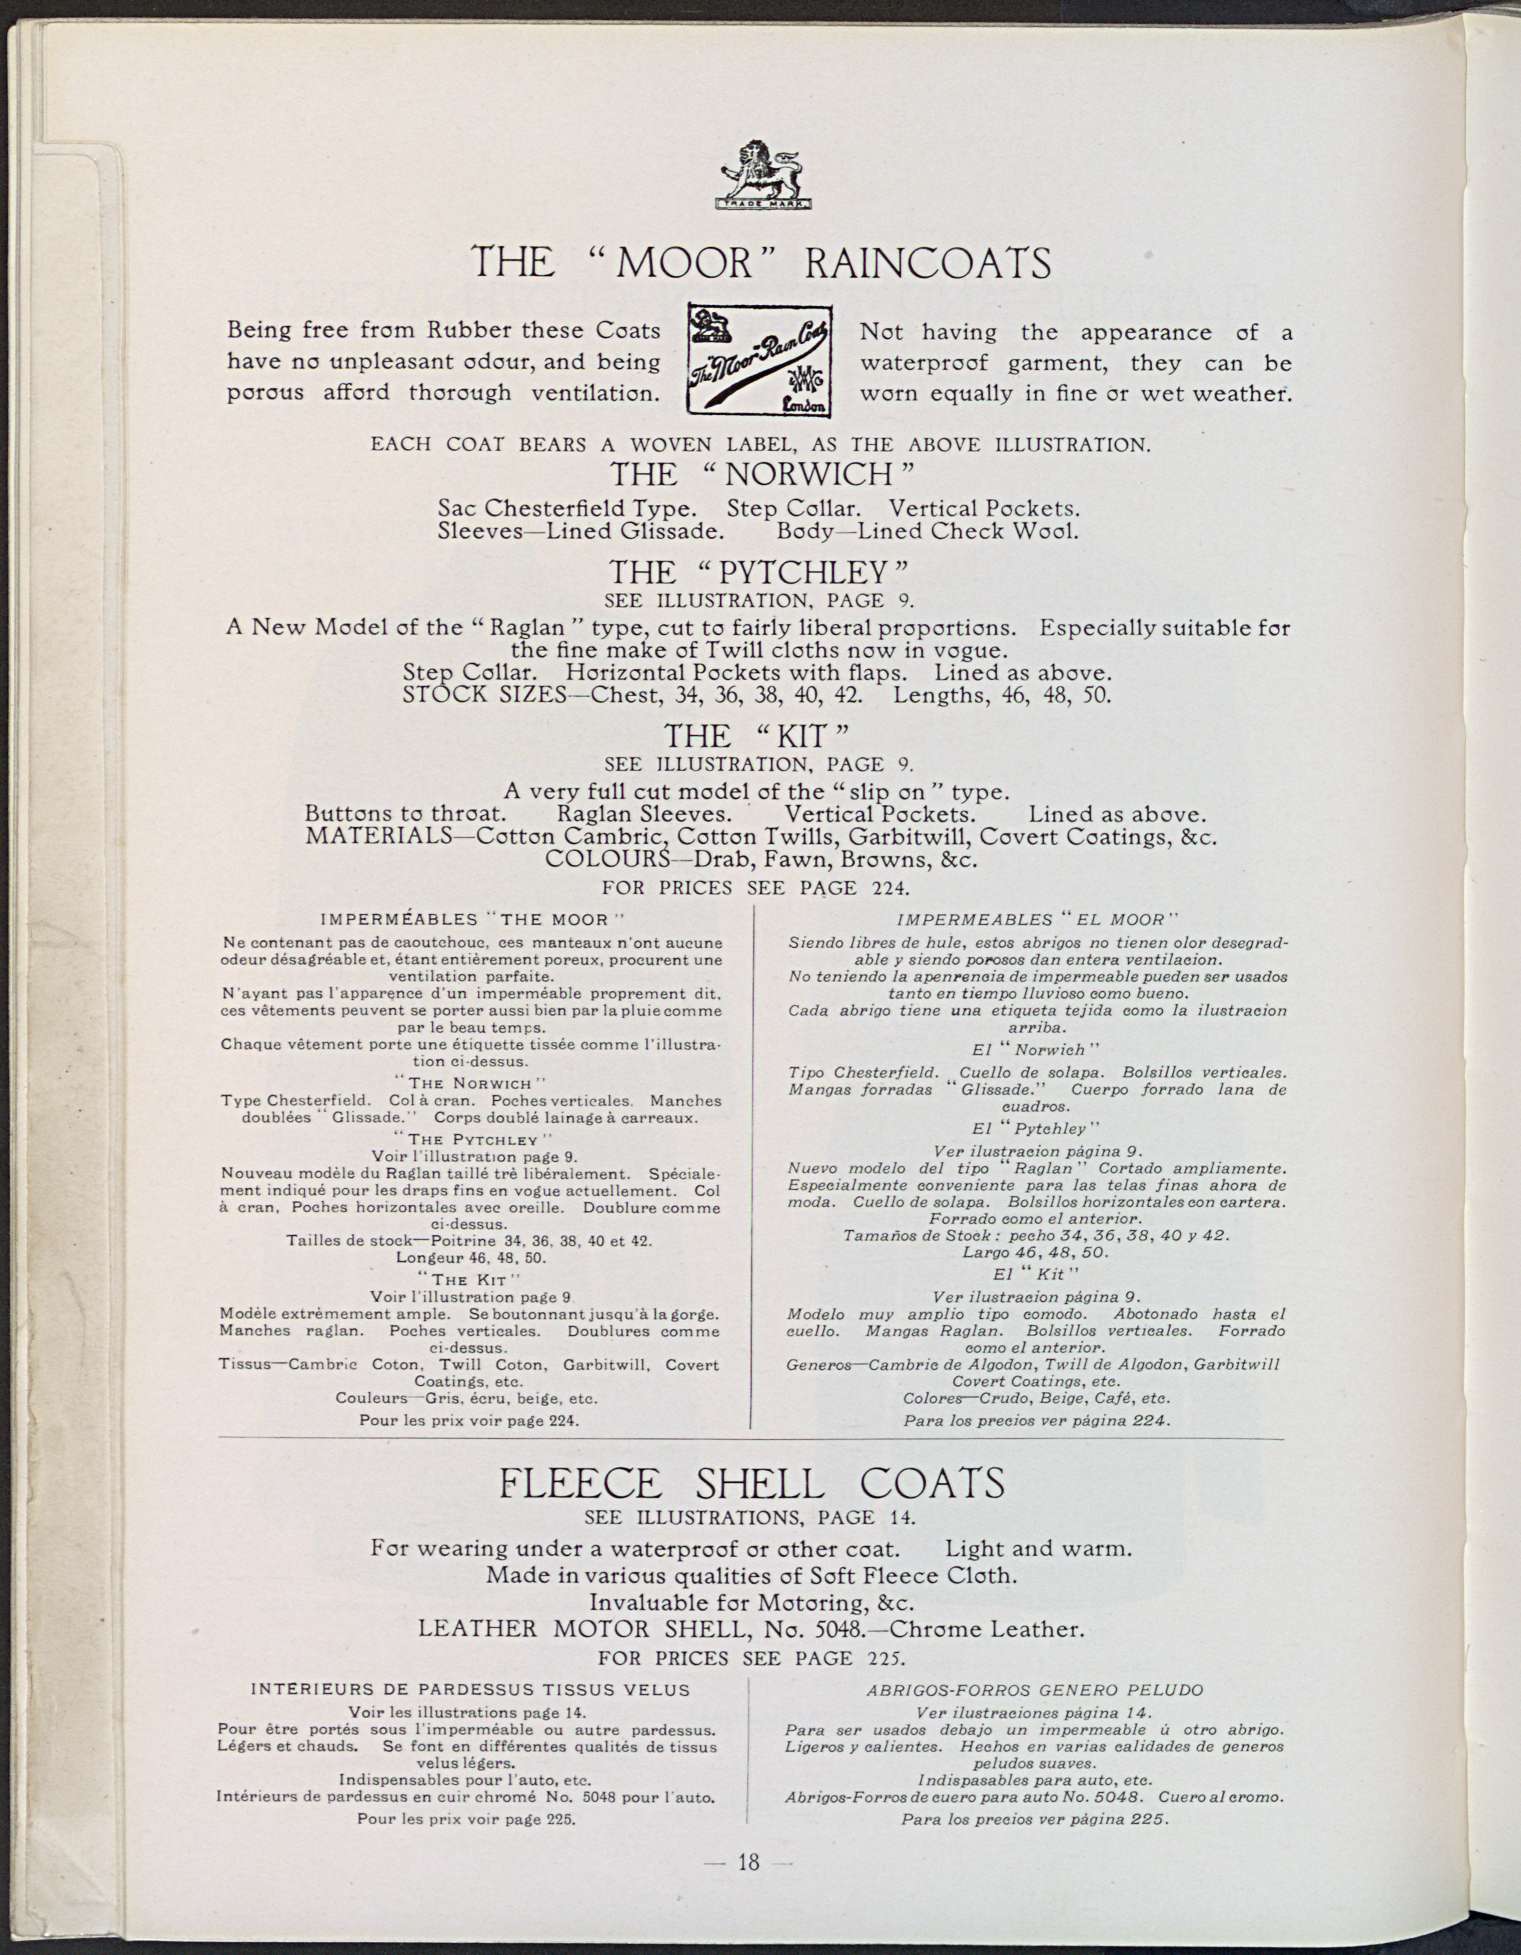 TRADE MARK.
THE "MOOR" RAINCOATS
Being free from Rubber these Coats
have no unpleasant odour, and being
porous afford thorough ventilation.
"The Moor" Rain Coat
London
Not having the appearance of a
waterproof garment, they can be
worn equally in fine or wet weather.
EACH COAT BEARS A WOVEN LABEL, AS THE ABOVE ILLUSTRATION.
THE "NORWICH"
Sac Chesterfield Type. Step Collar. Vertical Pockets.
Sleeves—Lined Glissade. Body—Lined Check Wool.
THE "PYTCHLEY"
SEE ILLUSTRATION, PAGE 9.
A New Model of the "Raglan" type, cut to fairly liberal proportions. Especially suitable for
the fine make of Twill cloths now in vogue.
Step Collar. Horizontal Pockets with flaps. Lined as above.
STOCK SIZES—Chest, 34, 36, 38, 40, 42. Lengths, 46, 48, 50.
THE "KIT"
SEE ILLUSTRATION, PAGE 9.
A very full cut model of the "slip on" type.
Buttons to throat. Raglan Sleeves. Vertical Pockets. Lined as above.
MATERIALS—Cotton Cambric, Cotton Twills, Garbitwill, Covert Coatings, &c.
COLOURS—Drab, Fawn, Browns, &c.
FOR PRICES SEE PAGE 224.
IMPERMÉABLES "THE MOOR"
Ne contenant pas de caoutchouc, ces manteaux n'ont aucune
odeur désagréable et, étant entièrement poreux, procurent une
ventilation parfaite.
N'ayant pas l'apparence d'un imperméable proprement dit,
ces vêtements peuvent se porter aussi bien par la pluie comme
par le beau temps.
Chaque vêtement porte une étiquette tissée comme l'illustra-
tion ci-dessus.
"THE NORWICH"
Type Chesterfield. Col à cran. Poches verticales. Manches
doublées "Glissade." Corps doublé lainage à carreaux.
"THE PYTCHLEY"
Voir l'illustration page 9.
Nouveau modèle du Raglan taillé trè libéralement. Spéciale-
ment indiqué pour les draps fins en vogue actuellement. Col
à cran, Poches horizontales avec oreille. Doublure comme
ci-dessus.
Tailles de stock—Poitrine 34, 36, 38, 40 et 42.
Longeur 46, 48, 50.
"THE KIT"
Voir l'illustration page 9
Modèle extrêmement ample. Se boutonnant jusqu'à la gorge.
Manches raglan. Poches verticales. Doublures comme
ci-dessus.
Tissus—Cambric Coton, Twill Coton, Garbitwill, Covert
Coatings, etc.
Couleurs—Gris, écru, beige, etc.
Pour les prix voir page 224.
IMPERMEABLES "EL MOOR"
Siendo libres de hule, estos abrigos no tienen olor desegrad-
able y siendo porosos dan entera ventilacion.
No teniendo la apenrencia de impermeable pueden ser usados
tanto en tiempo lluvioso como bueno.
Cada abrigo tiene una etiqueta tejida como la ilustracion
arriba.
El "Norwich"
Tipo Chesterfield. Cuello de solapa. Bolsillos verticales.
Mangas forradas "Glissade." Cuerpo forrado lana de
cuadros.
El "Pytchley"
Ver ilustracion página 9.
Nuevo modelo del tipo "Raglan" Cortado ampliamente.
Especialmente conveniente para las telas finas ahora de
moda. Cuello de solapa. Bolsillos horizontales con cartera.
Forrado como el anterior.
Tamaños de Stock: pecho 34, 36, 38, 40 y 42.
Largo 46, 48, 50.
El "Kit"
Ver ilustracion página 9.
Modelo muy amplio tipo comodo. Abotonado hasta el
cuello. Mangas Raglan. Bolsillos verticales. Forrado
como el anterior.
Generos—Cambric de Algodon, Twill de Algodon, Garbitwill
Covert Coatings, etc.
Colores—Crudo, Beige, Café, etc.
Para los precios ver página 224.
FLEECE SHELL COATS
SEE ILLUSTRATIONS, PAGE 14.
For wearing under a waterproof or other coat. Light and warm.
Made in various qualities of Soft Fleece Cloth.
Invaluable for Motoring, &c.
LEATHER MOTOR SHELL, No. 5048.—Chrome Leather.
FOR PRICES SEE PAGE 225.
INTÉRIEURS DE PARDESSUS TISSUS VELUS
Voir les illustrations page 14.
Pour être portés sous l'imperméable ou autre pardessus.
Légers et chauds. Se font en différentes qualités de tissus
velus légers.
Indispensables pour l'auto, etc.
Intérieurs de pardessus en cuir chromé No. 5048 pour l'auto.
Pour les prix voir page 225.
ABRIGOS-FORROS GENERO PELUDO
Ver ilustraciones página 14.
Para ser usados debajo un impermeable ú otro abrigo.
Ligeros y calientes. Hechos en varias calidades de generos
peludos suaves.
Indispasables para auto, etc.
Abrigos-Forros de cuero para auto No. 5048. Cuero al cromo.
Para los precios ver página 225.
— 18 —